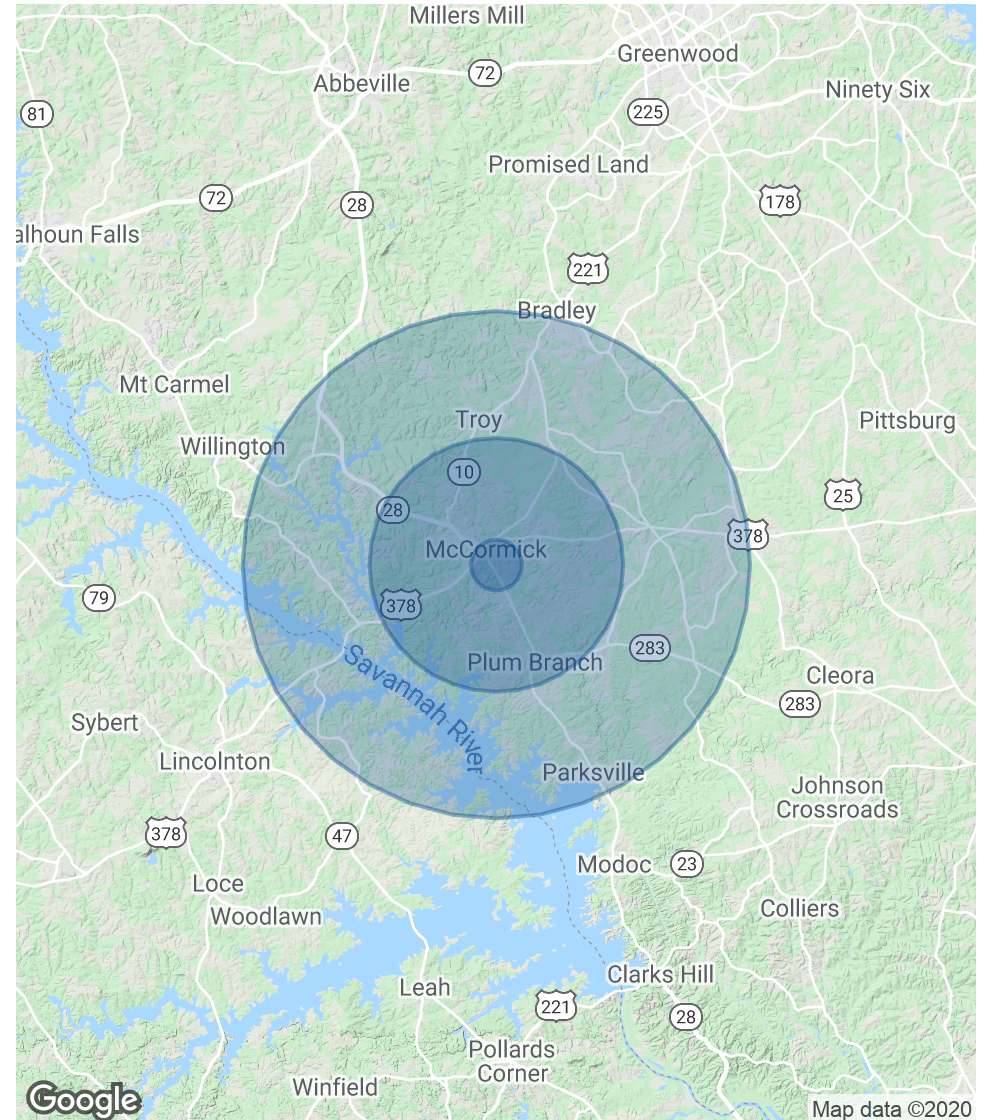 Millers Mill
Greenwood
Abbeville
72
Ninety Six
81
225
Promised Land
72
28
178
alhoun Falls
221
Bradley
Mt Carmel
Troy
Pittsburg
Willington
10
25
28
378
McCormick
79
378
283
Plum Branch
Savannah River
Cleora
283
Sybert
Lincolnton
Parksville
Johnson
Crossroads
378
47
Modoc
23
Loce
Woodlawn
Colliers
Clarks Hill
Leah
221
28
Pollards
Corner
Winfield
Google
Map data ©2020